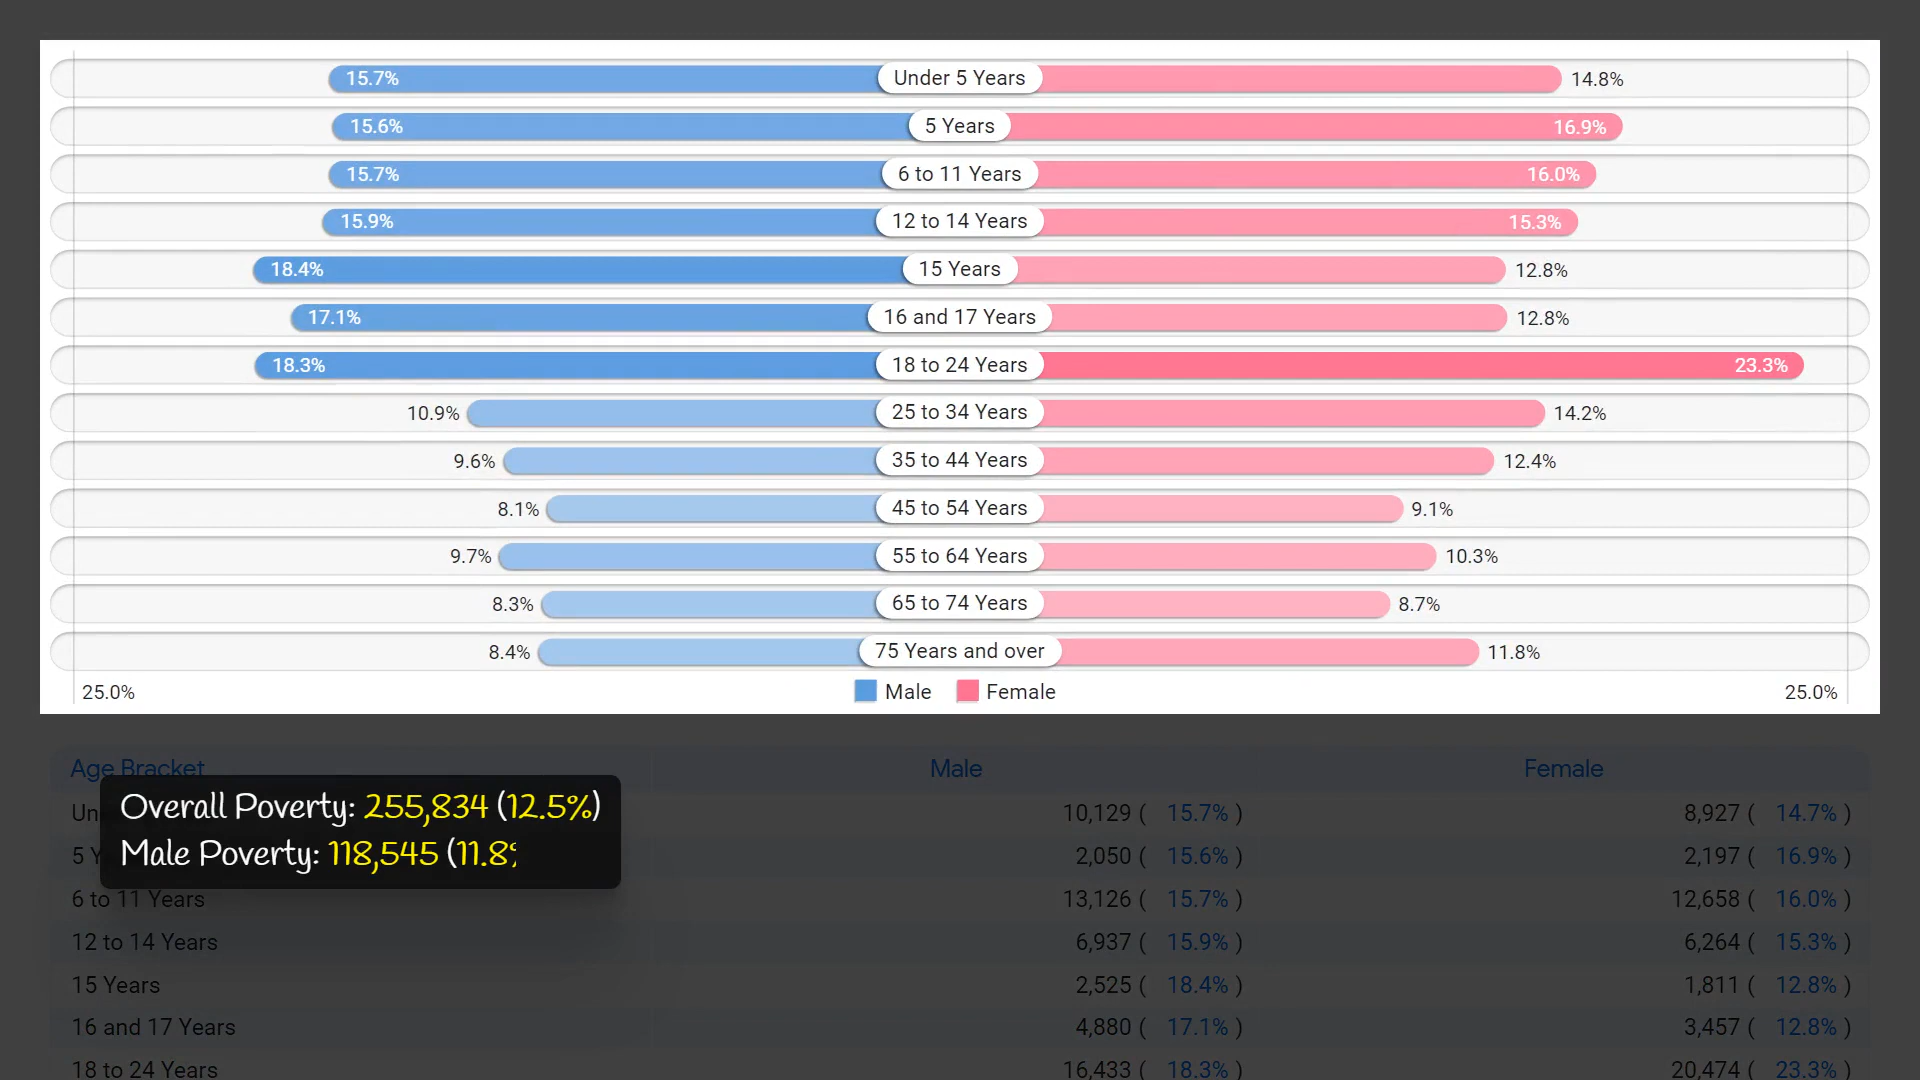 15.7% Under 5 Years 14.8%
15.6% 5 Years 16.9%
15.7% 6 to 11 Years 16.0%
15.9% 12 to 14 Years 15.3%
18.4% 15 Years 12.8%
17.1% 16 and 17 Years 12.8%
18.3% 18 to 24 Years 23.3%
10.9% 25 to 34 Years 14.2%
9.6% 35 to 44 Years 12.4%
8.1% 45 to 54 Years 9.1%
9.7% 55 to 64 Years 10.3%
8.3% 65 to 74 Years 8.7%
8.4% 75 Years and over 11.8%
25.0% Male Female 25.0%
Age Bracket Male Female
10,129 ( 15.7% ) 8,927 ( 14.7% )
Overall Poverty: 255,834 (12.5%)
5 2,050 ( 15.6% ) 2,197 ( 16.9% )
Male Poverty: 118,545 (11.8
6 to 11 Years 13,126 ( 15.7% ) 12,658 ( 16.0% )
12 to 14 Years 6,937 ( 15.9% ) 6,264 ( 15.3% )
15 Years 2,525 ( 18.4% ) 1,811 ( 12.8% )
16 and 17 Years 4,880 ( 17.1% ) 3,457 ( 12.8% )
18 to 24 Years 16,433 ( 18.3% ) 20,474 ( 23.3% )